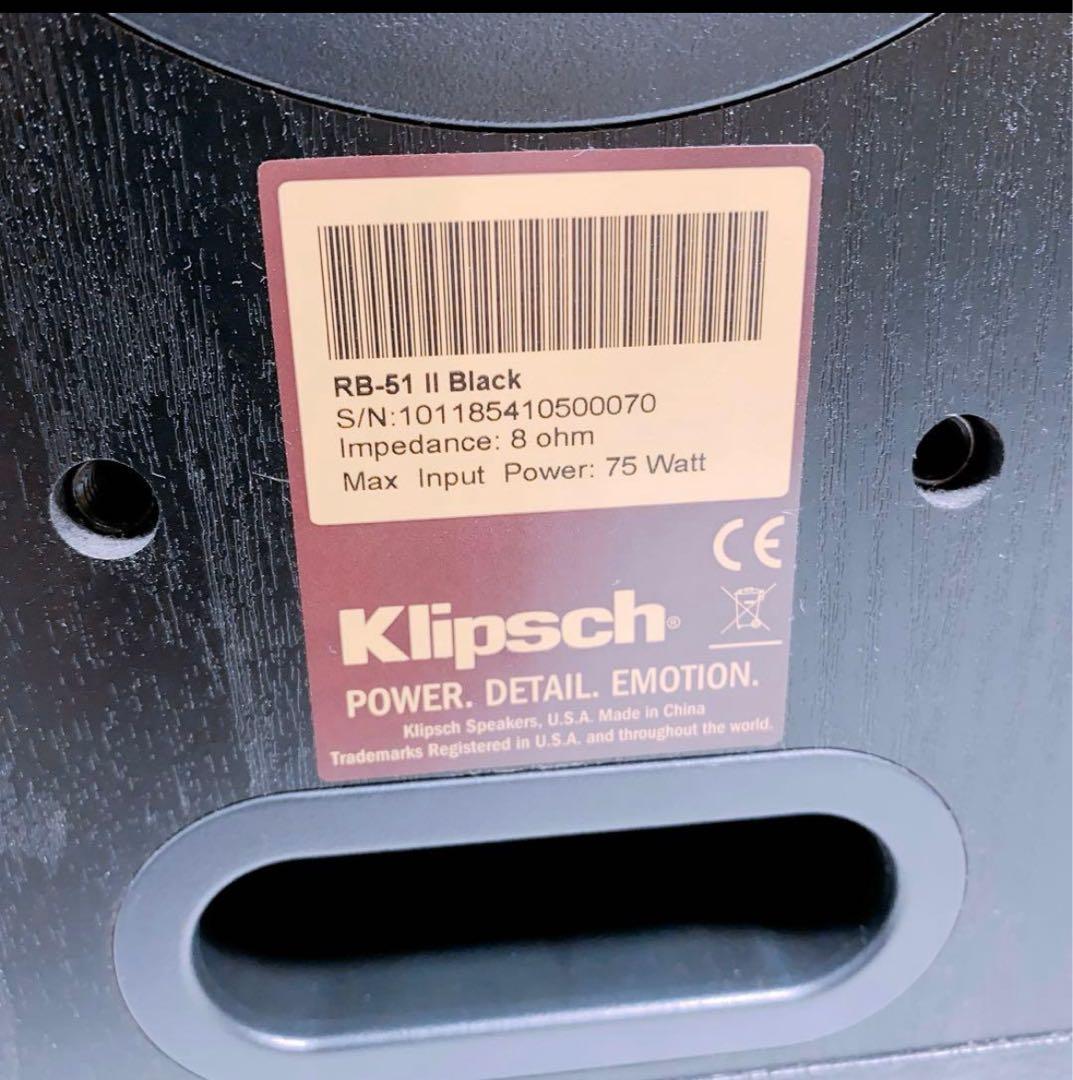 RB-51 II Black
S/N:101185410500070
Impedance: 8 ohm
Max Input Power: 75 Watt
CE
Klipsch®
POWER. DETAIL. EMOTION.
Klipsch Speakers, U.S.A. Made in China
Trademarks Registered in U.S.A. and throughout the world.